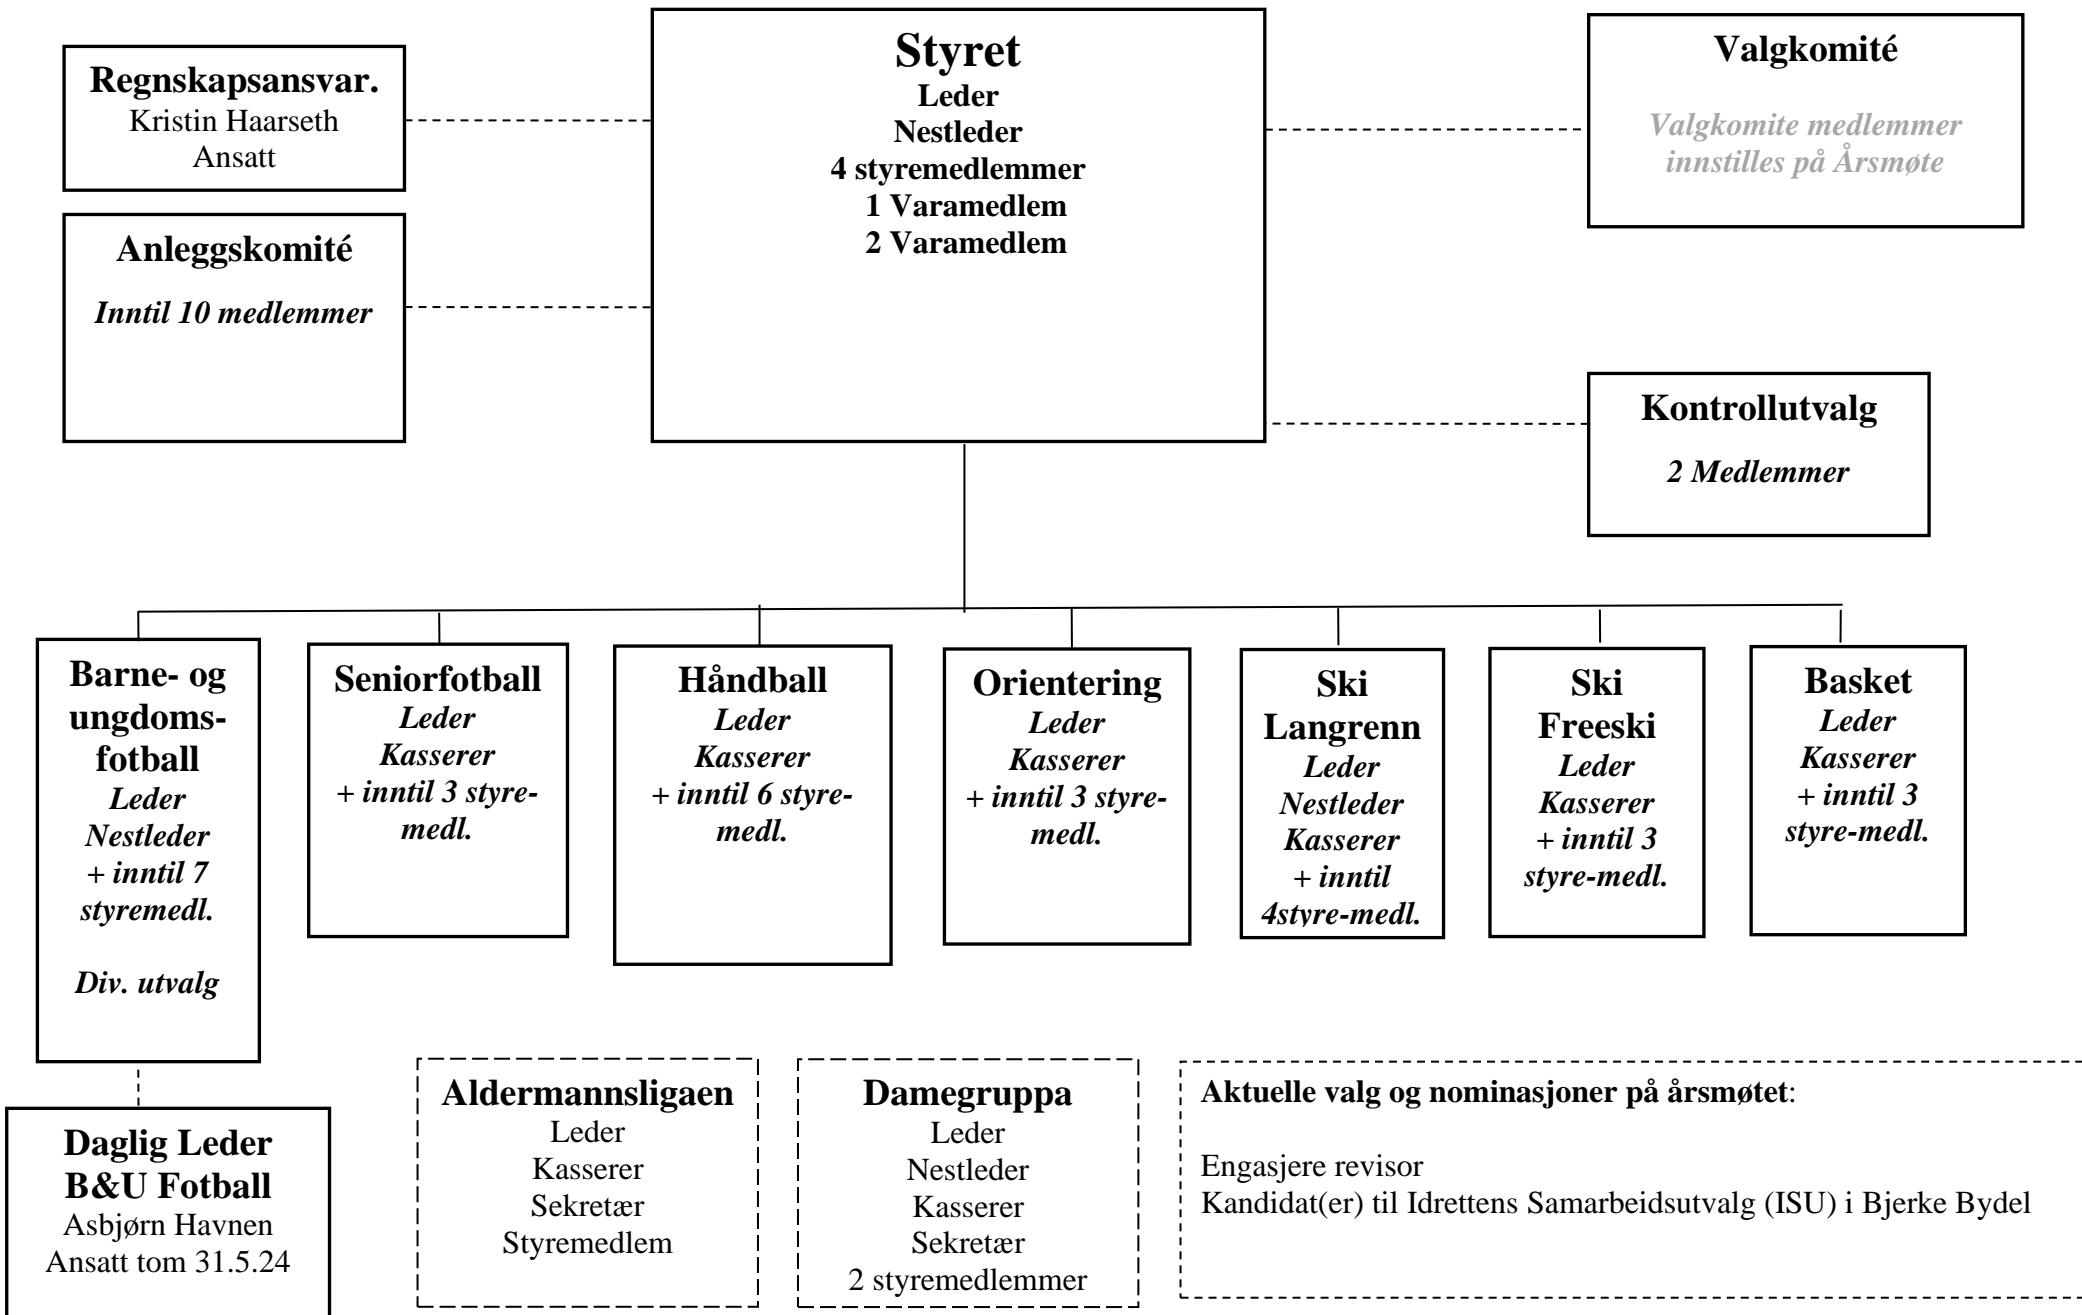 Regnskapsansvar.
Kristin Haarseth
Ansatt
Anleggskomité
Inntil 10 medlemmer
Styret
Leder
Nestleder
4 styremedlemmer
1 Varamedlem
2 Varamedlem
Valgkomité
Valgkomite medlemmer
innstilles på Årsmøte
Kontrollutvalg
2 Medlemmer
Barne- og
ungdoms-
fotball
Leder
Nestleder
+ inntil 7
styremedl.
Div. utvalg
Seniorfotball
Leder
Kasserer
+ inntil 3 styre-
medl.
Håndball
Leder
Kasserer
+ inntil 6 styre-
medl.
Orientering
Leder
Kasserer
+ inntil 3 styre-
medl.
Ski
Langrenn
Leder
Nestleder
Kasserer
+ inntil
4styre-medl.
Ski
Freeski
Leder
Kasserer
+ inntil 3
styre-medl.
Basket
Leder
Kasserer
+ inntil 3
styre-medl.
Daglig Leder
B&U Fotball
Asbjørn Havnen
Ansatt tom 31.5.24
Aldermannsligaen
Leder
Kasserer
Sekretær
Styremedlem
Damegruppa
Leder
Nestleder
Kasserer
Sekretær
2 styremedlemmer
Aktuelle valg og nominasjoner på årsmøtet:
Engasjere revisor
Kandidat(er) til Idrettens Samarbeidsutvalg (ISU) i Bjerke Bydel